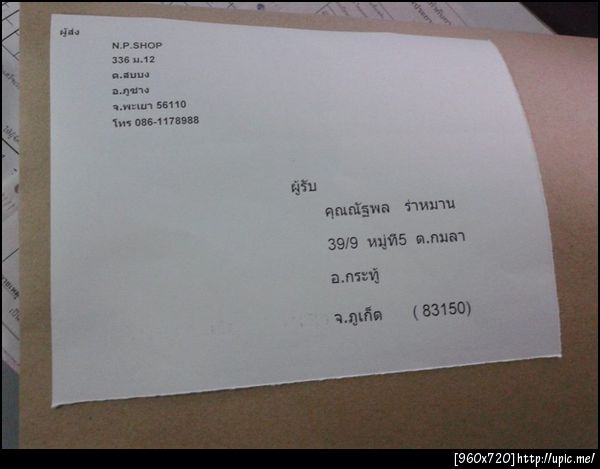 ผู้ส่ง
N.P.SHOP
336 ม.12
ต.สบบง
อ.ภูซาง
จ.พะเยา 56110
โทร 086-1178988
ผู้รับ
คุณณัฐพล ร่าหมาน
39/9 หมู่ที่5 ต.กมลา
อ.กระทู้
จ.ภูเก็ต (83150)
[960x720]http://upic.me/